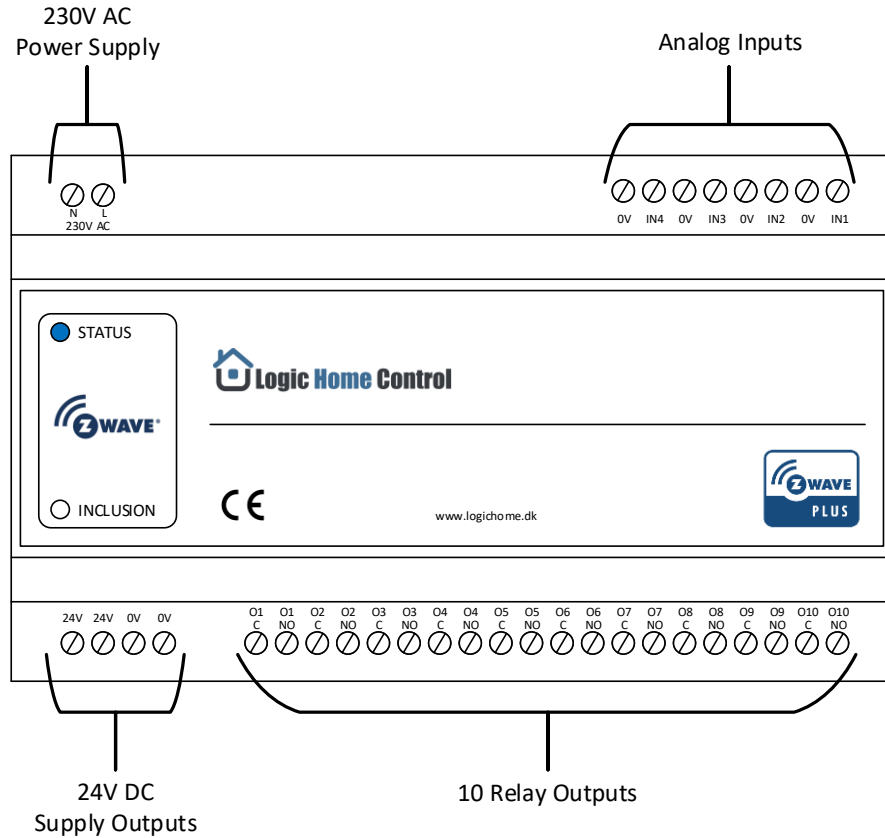 230V AC
Power Supply
Analog Inputs
N L
230V AC
0V IN4 0V IN3 0V IN2 0V IN1
STATUS
Logic Home Control
Z WAVE®
INCLUSION
CE
www.logichome.dk
Z WAVE
PLUS
24V 24V 0V 0V
O1 O1 O2 O2 O3 O3 O4 O4 O5 O5 O6 O6 O7 O7 O8 O8 O9 O9 O10 O10
C NO C NO C NO C NO C NO C NO C NO C NO C NO C NO
24V DC
Supply Outputs
10 Relay Outputs